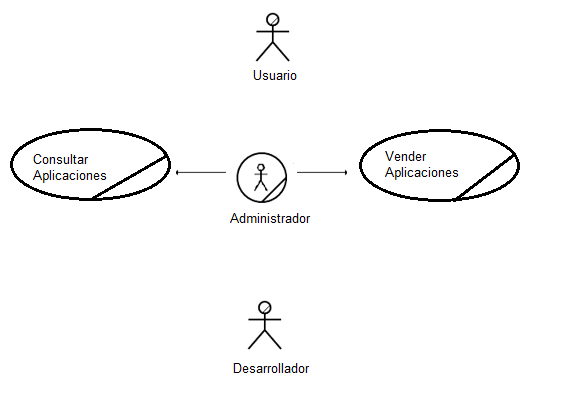 Usuario
Consultar
Aplicaciones
Vender
Aplicaciones
Administrador
Desarrollador